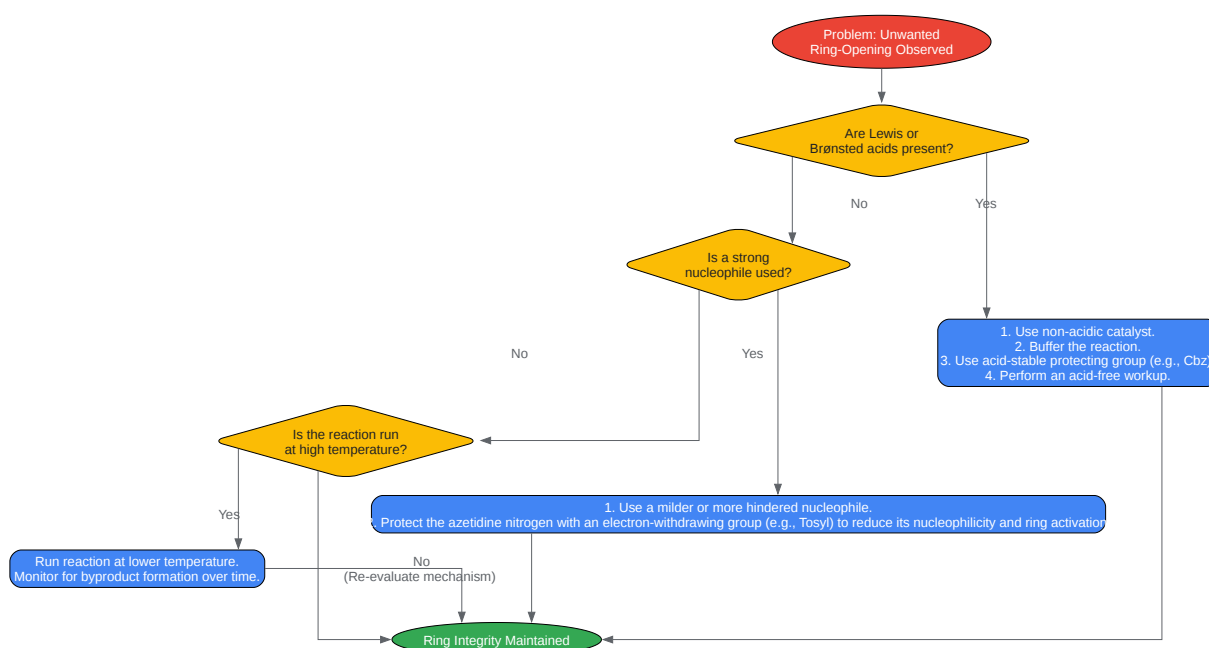 Problem: Unwanted
Ring-Opening Observed
Are Lewis or
Brønsted acids present?
No
Yes
Is a strong
nucleophile used?
1. Use non-acidic catalyst.
2. Buffer the reaction.
3. Use acid-stable protecting group (e.g., Cbz)
4. Perform an acid-free workup.
No
Yes
Is the reaction run
at high temperature?
1. Use a milder or more hindered nucleophile.
2. Protect the azetidine nitrogen with an electron-withdrawing group (e.g., Tosyl) to reduce its nucleophilicity and ring activation
Yes
Run reaction at lower temperature.
Monitor for byproduct formation over time.
No
(Re-evaluate mechanism)
Ring Integrity Maintained